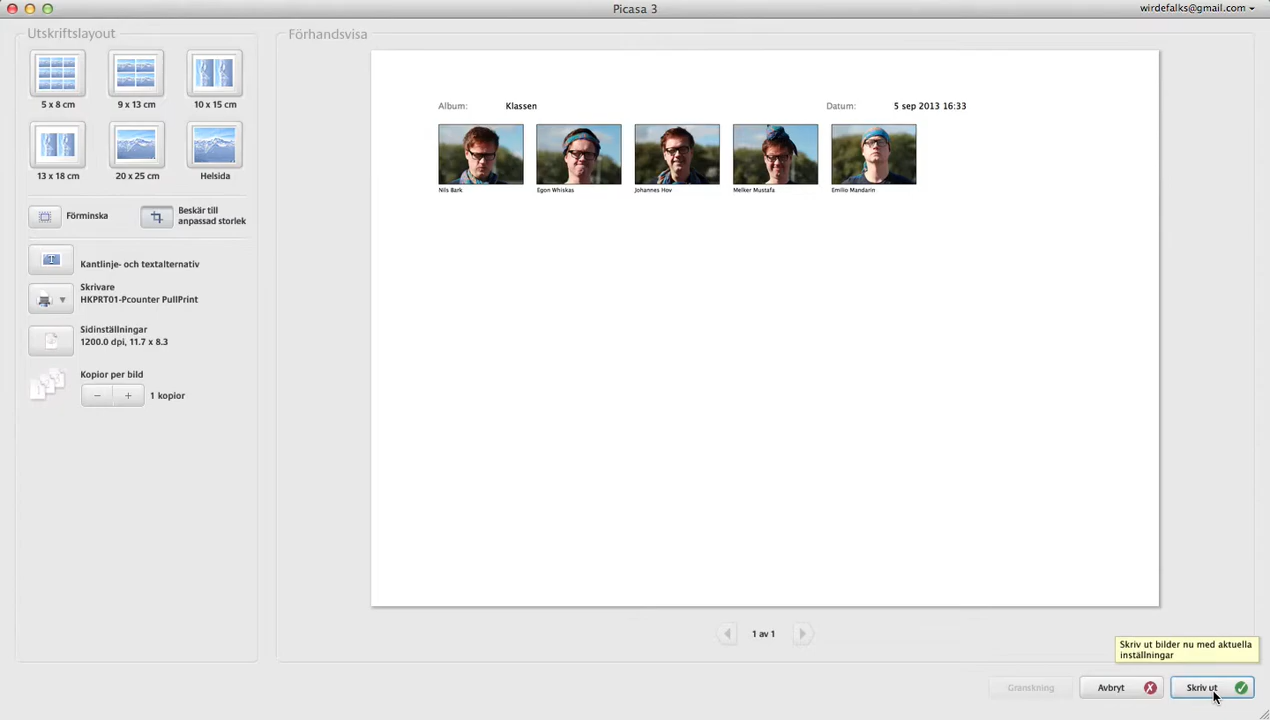 Picasa 3
wirdefalks@gmail.com
Utskriftslayout
5 x 8 cm
9 x 13 cm
10 x 15 cm
13 x 18 cm
20 x 25 cm
Helsida
Förminska
Beskär till
anpassad storlek
Kantlinje- och textalternativ
Skrivare
HKPRT01-Pcounter PullPrint
Sidinställningar
1200.0 dpi, 11.7 x 8.3
Kopior per bild
1 kopior
Förhandsvisa
Album: Klassen Datum: 5 sep 2013 16:33
Nils Bark
Egon Whiskas
Johannes Hov
Melker Mustafa
Emilio Mandarin
1 av 1
Skriv ut bilder nu med aktuella
inställningar
Granskning
Avbryt
Skriv ut